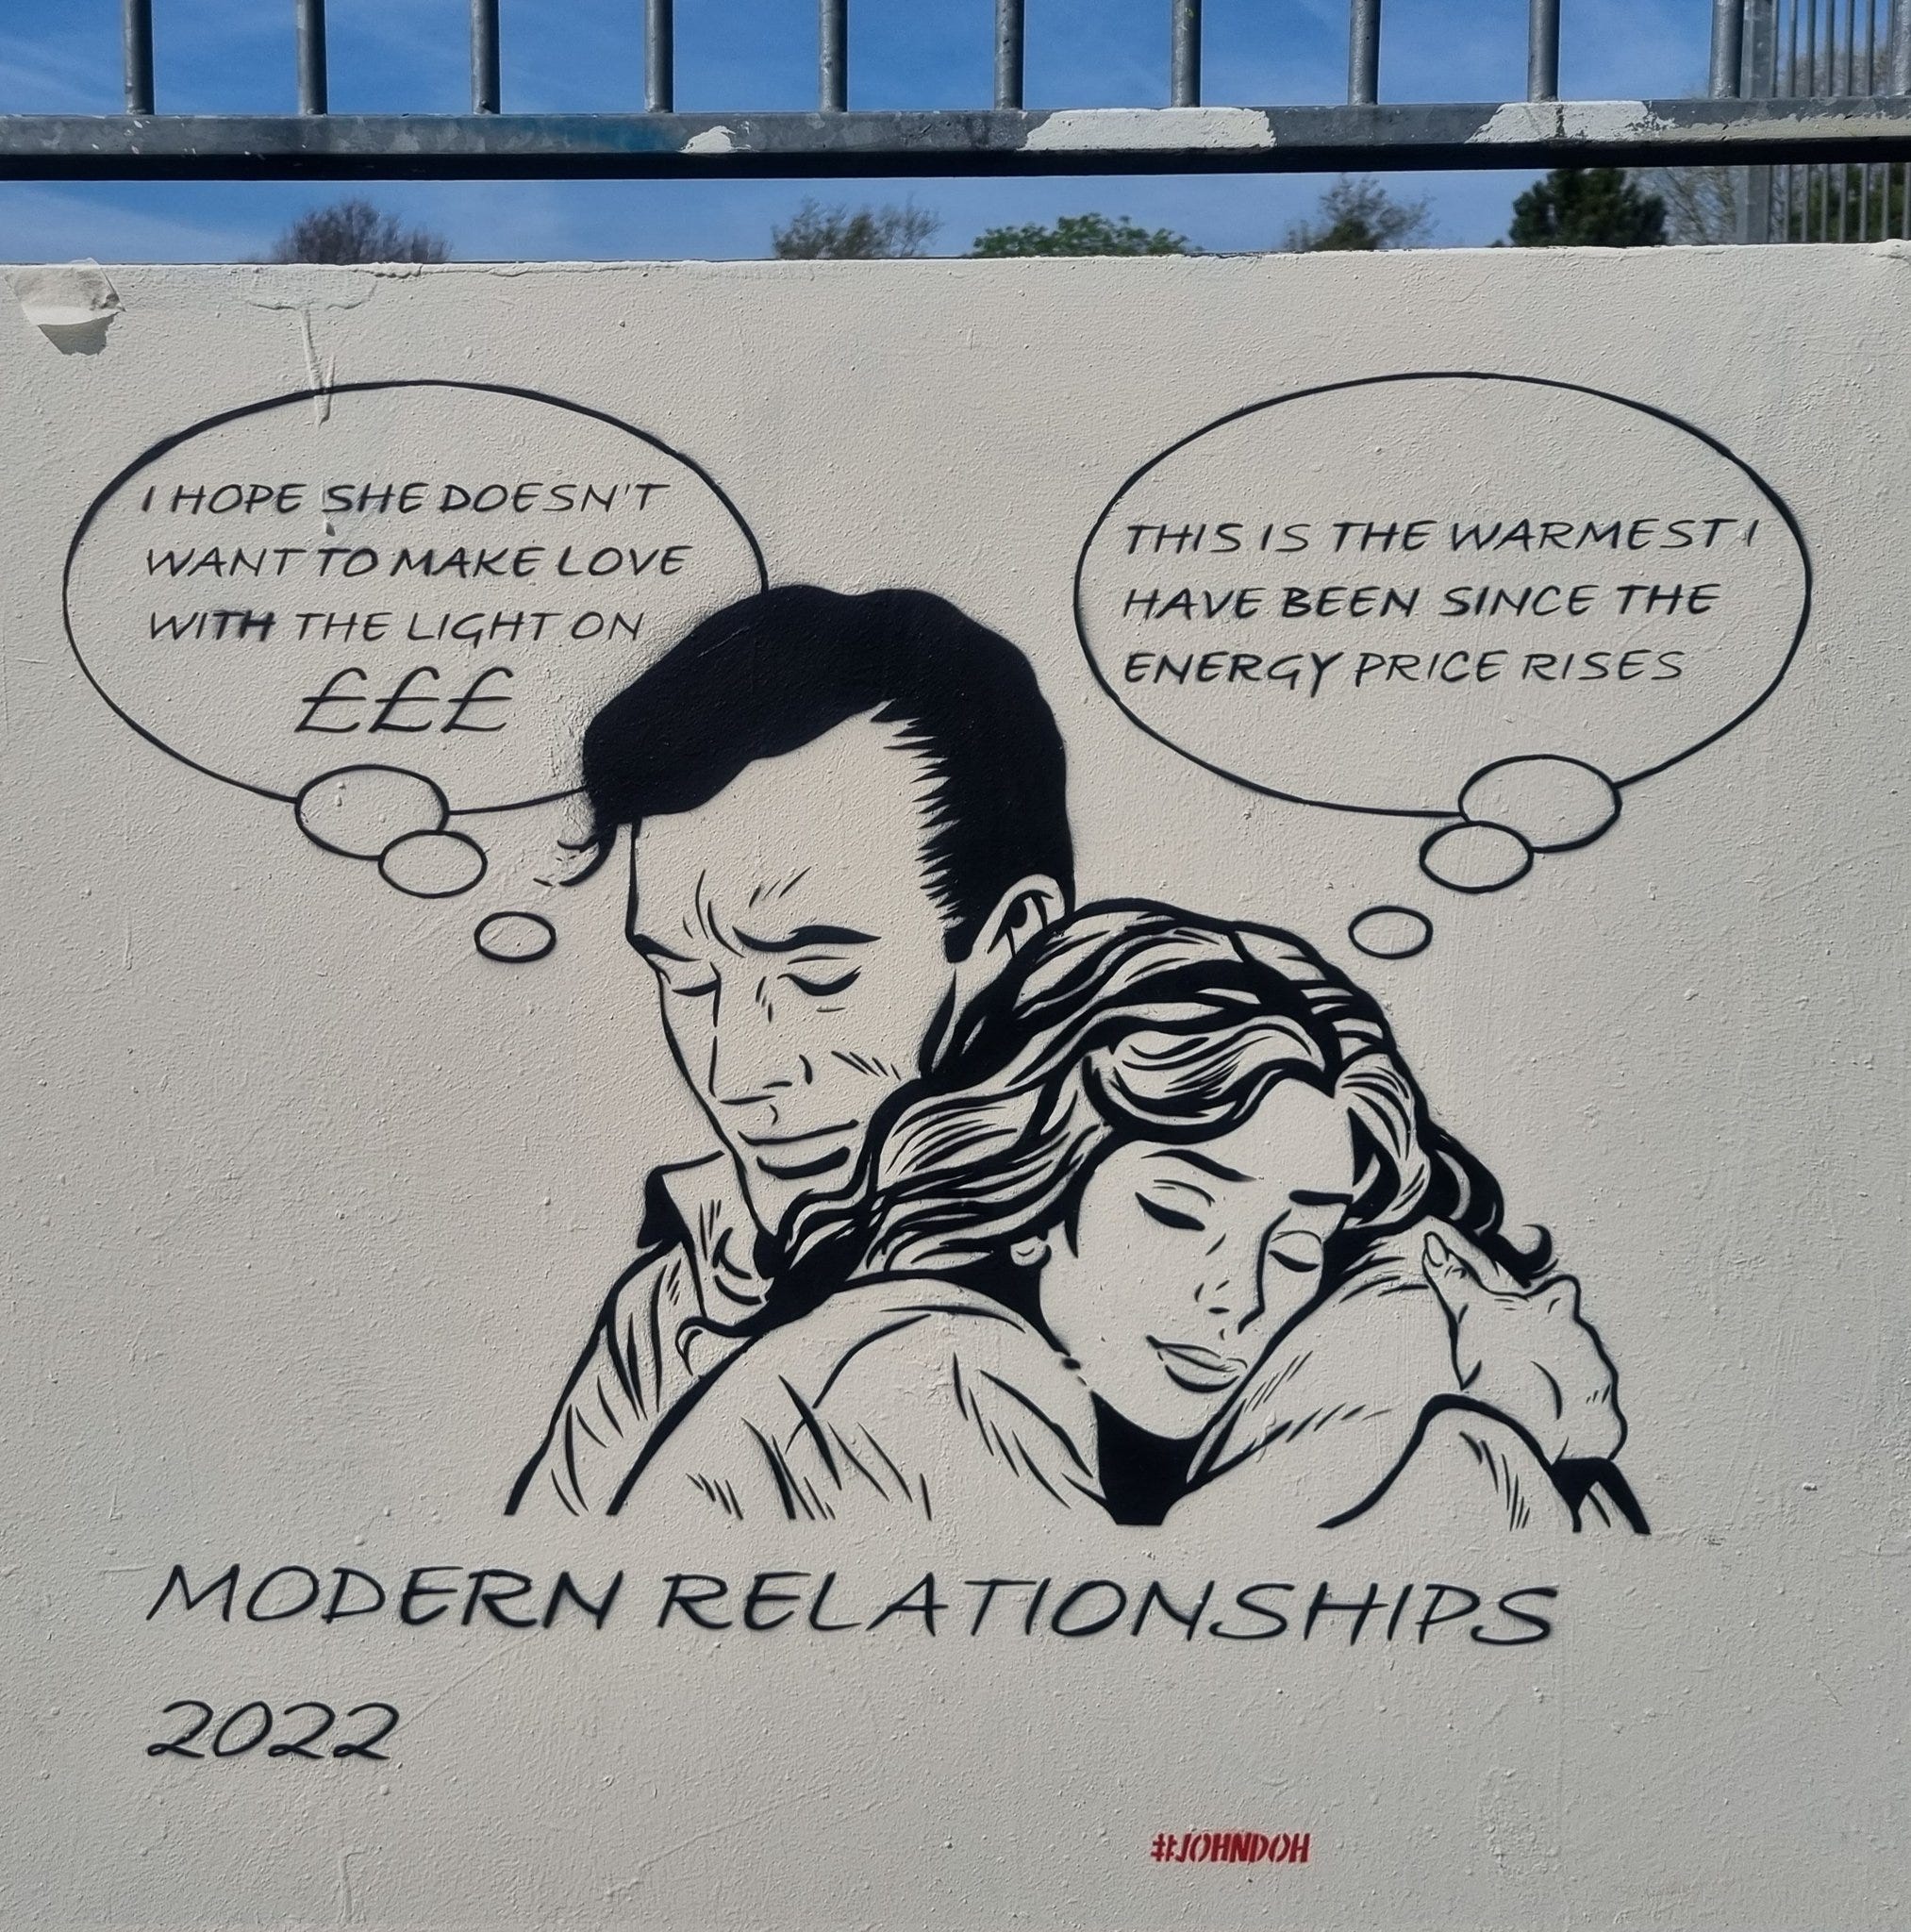 I HOPE SHE DOESN'T
WANT TO MAKE LOVE
WITH THE LIGHT ON
£££
THIS IS THE WARMEST I
HAVE BEEN SINCE THE
ENERGY PRICE RISES
MODERN RELATIONSHIPS
2022
#JOHNDOH